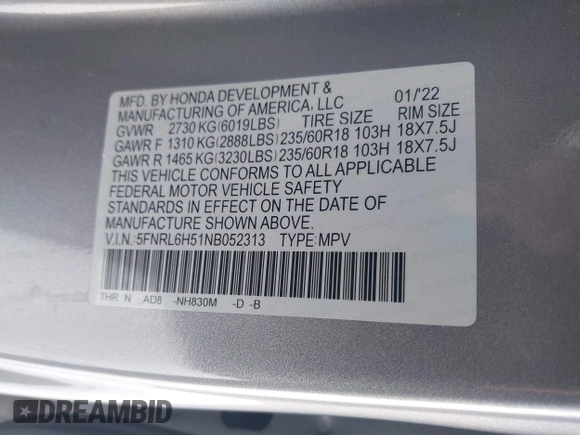 MFD. BY HONDA DEVELOPMENT &
MANUFACTURING OF AMERICA, LLC 01/'22
GVWR 2730 KG(6019LBS) TIRE SIZE RIM SIZE
GAWR F 1310 KG(2888LBS) 235/60R18 103H 18X7.5J
GAWR R 1465 KG(3230LBS) 235/60R18 103H 18X7.5J
THIS VEHICLE CONFORMS TO ALL APPLICABLE
FEDERAL MOTOR VEHICLE SAFETY
STANDARDS IN EFFECT ON THE DATE OF
MANUFACTURE SHOWN ABOVE.
V.I.N.:5FNRL6H51NB052313 TYPE:MPV
THR N AD8 -NH830M -D -B
DREAMBID